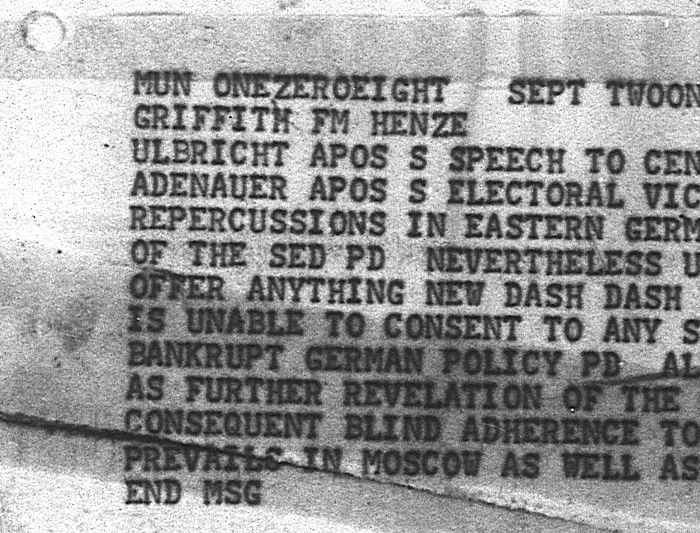 MUN ONEZEROEIGHT SEPT TWOON
GRIFFITH FM HENZE
ULBRICHT APOS S SPEECH TO CEN
ADENAUER APOS S ELECTORAL VIC
REPERCUSSIONS IN EASTERN GERM
OF THE SED PD NEVERTHELESS U
OFFER ANYTHING NEW DASH DASH
IS UNABLE TO CONSENT TO ANY S
BANKRUPT GERMAN POLICY PD AL
AS FURTHER REVELATION OF THE
CONSEQUENT BLIND ADHERENCE TO
PREVAILS IN MOSCOW AS WELL AS
END MSG